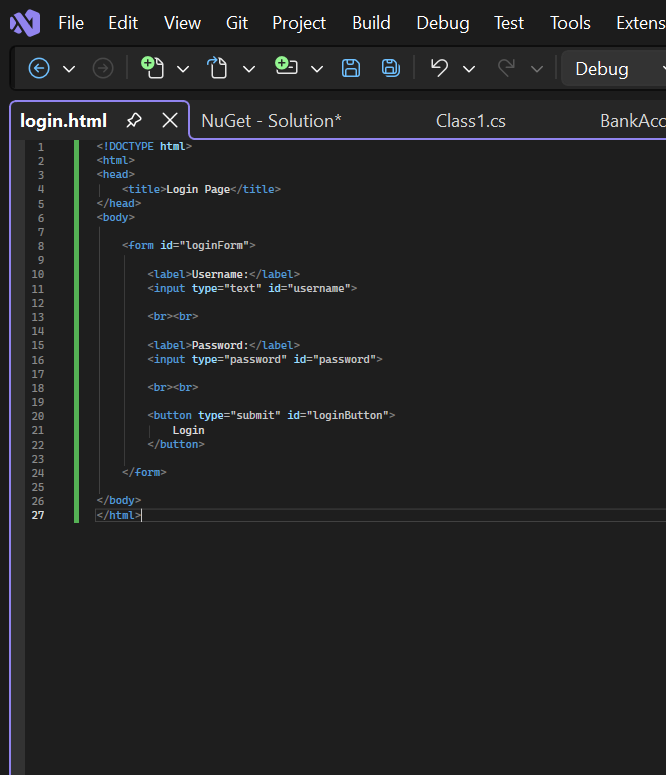 File Edit View Git Project Build Debug Test Tools Extens
Debug
login.html NuGet - Solution* Class1.cs BankAcc
1 <!DOCTYPE html>
2 <html>
3 <head>
4 <title>Login Page</title>
5 </head>
6 <body>
7
8 <form id="loginForm">
9
10 <label>Username:</label>
11 <input type="text" id="username">
12
13 <br><br>
14
15 <label>Password:</label>
16 <input type="password" id="password">
17
18 <br><br>
19
20 <button type="submit" id="loginButton">
21 Login
22 </button>
23
24 </form>
25
26 </body>
27 </html>